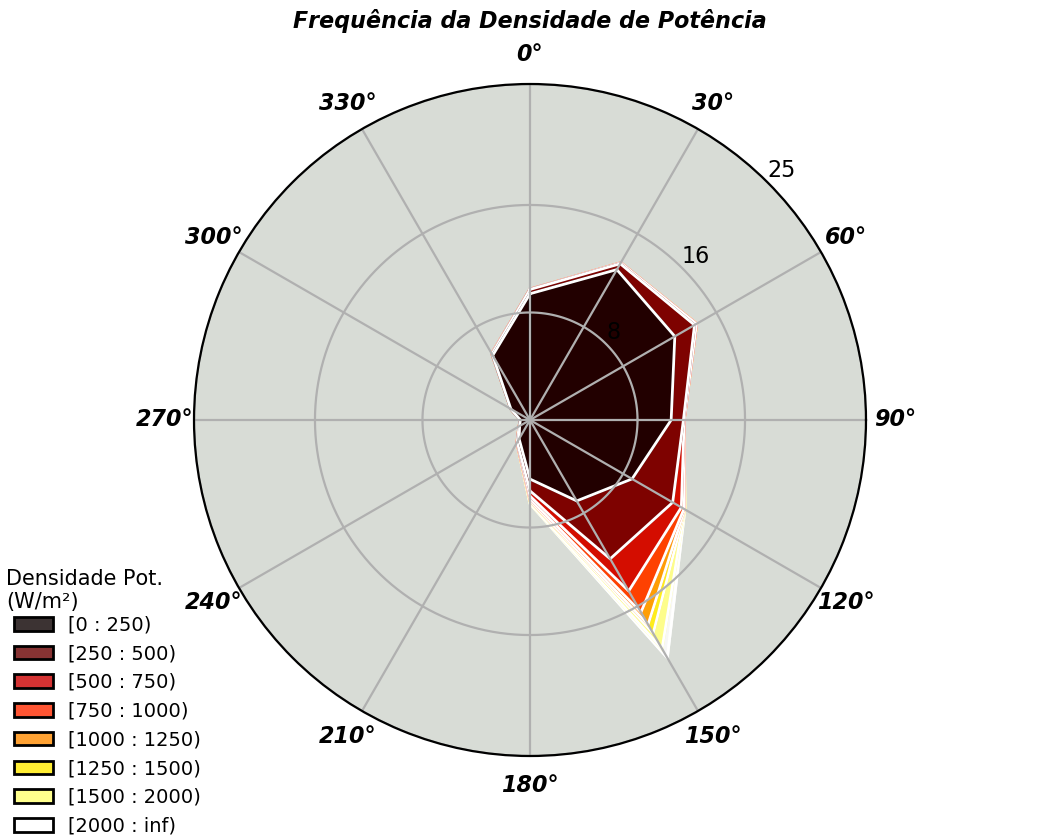 Frequência da Densidade de Potência
0°
330°
30°
25
300°
60°
16
8
270°
90°
240°
120°
210°
150°
180°
Densidade Pot.
(W/m²)
[0 : 250)
[250 : 500)
[500 : 750)
[750 : 1000)
[1000 : 1250)
[1250 : 1500)
[1500 : 2000)
[2000 : inf)